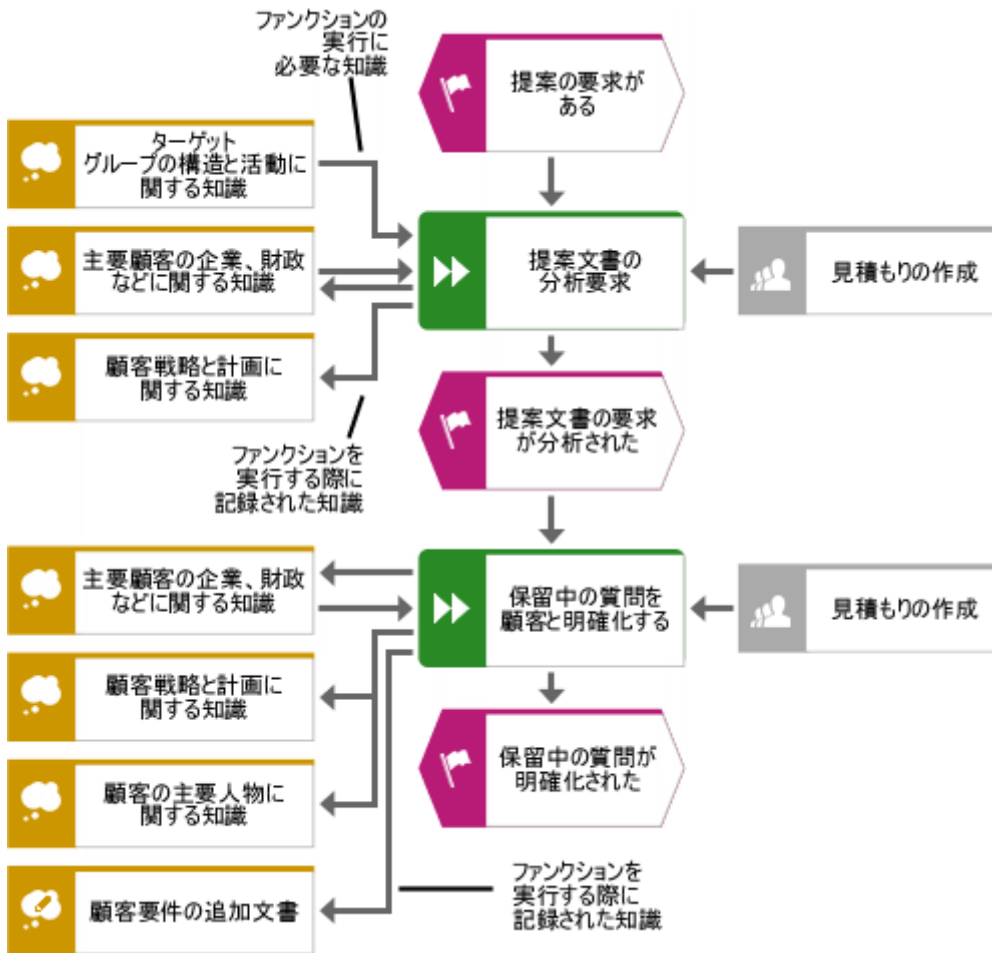 ファンクションの
実行に
必要な知識
提案の要求が
ある
ターゲット
グループの構造と活動に
関する知識
主要顧客の企業、財政
などに関する知識
提案文書の
分析要求
見積もりの作成
顧客戦略と計画に
関する知識
提案文書の要求
が分析された
ファンクションを
実行する際に
記録された知識
主要顧客の企業、財政
などに関する知識
保留中の質問を
顧客と明確化する
見積もりの作成
顧客戦略と計画に
関する知識
保留中の質問が
明確化された
顧客の主要人物に
関する知識
顧客要件の追加文書
ファンクションを
実行する際に
記録された知識